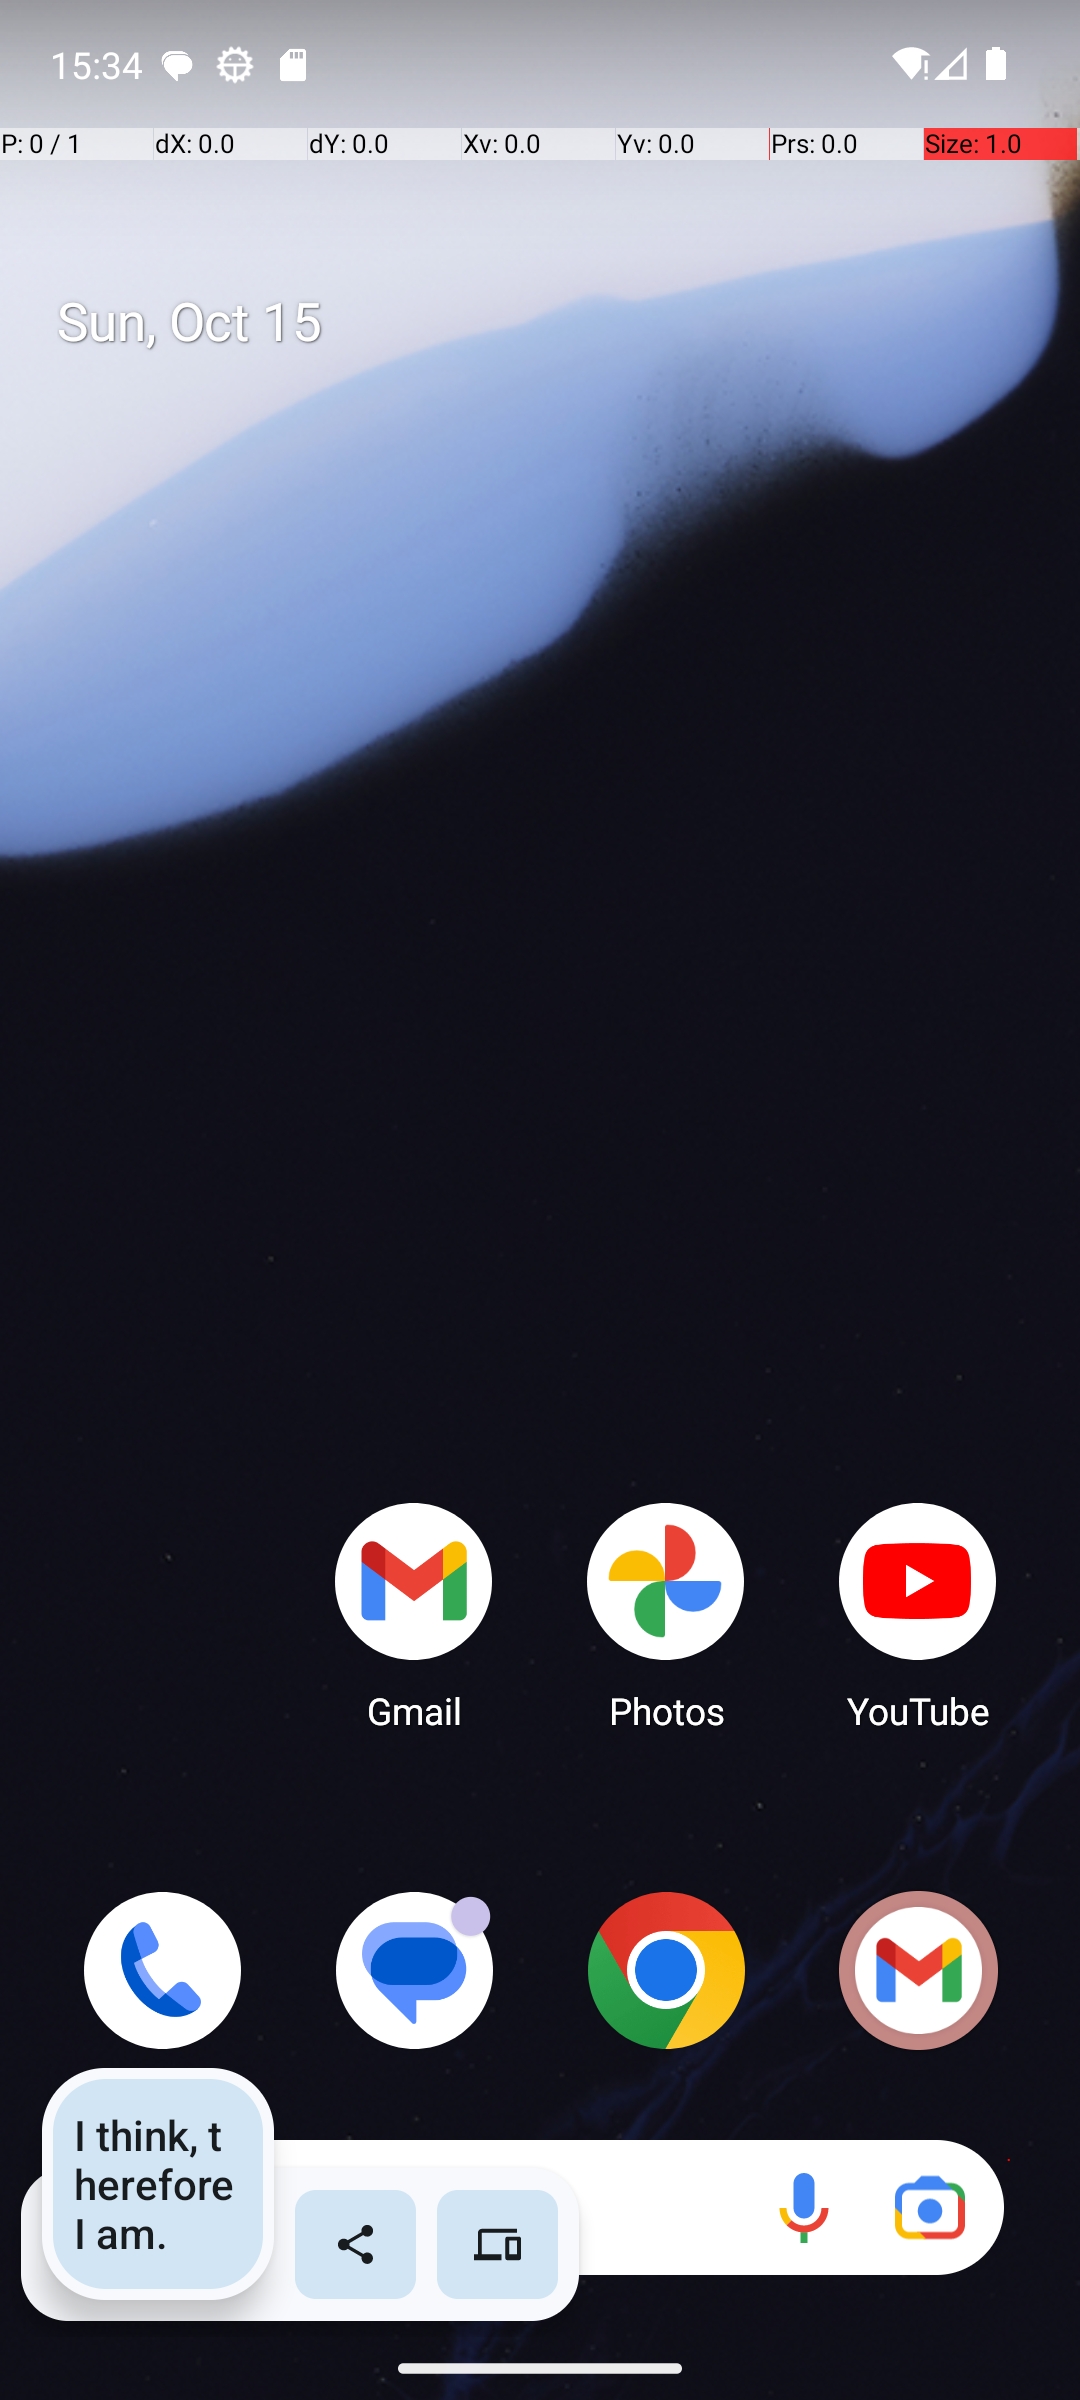 15:34
P: 0 / 1 dX: 0.0 dY: 0.0 Xv: 0.0 Yv: 0.0 Prs: 0.0 Size: 1.0
Sun, Oct 15
Gmail Photos YouTube
I think, t
herefore
I am.